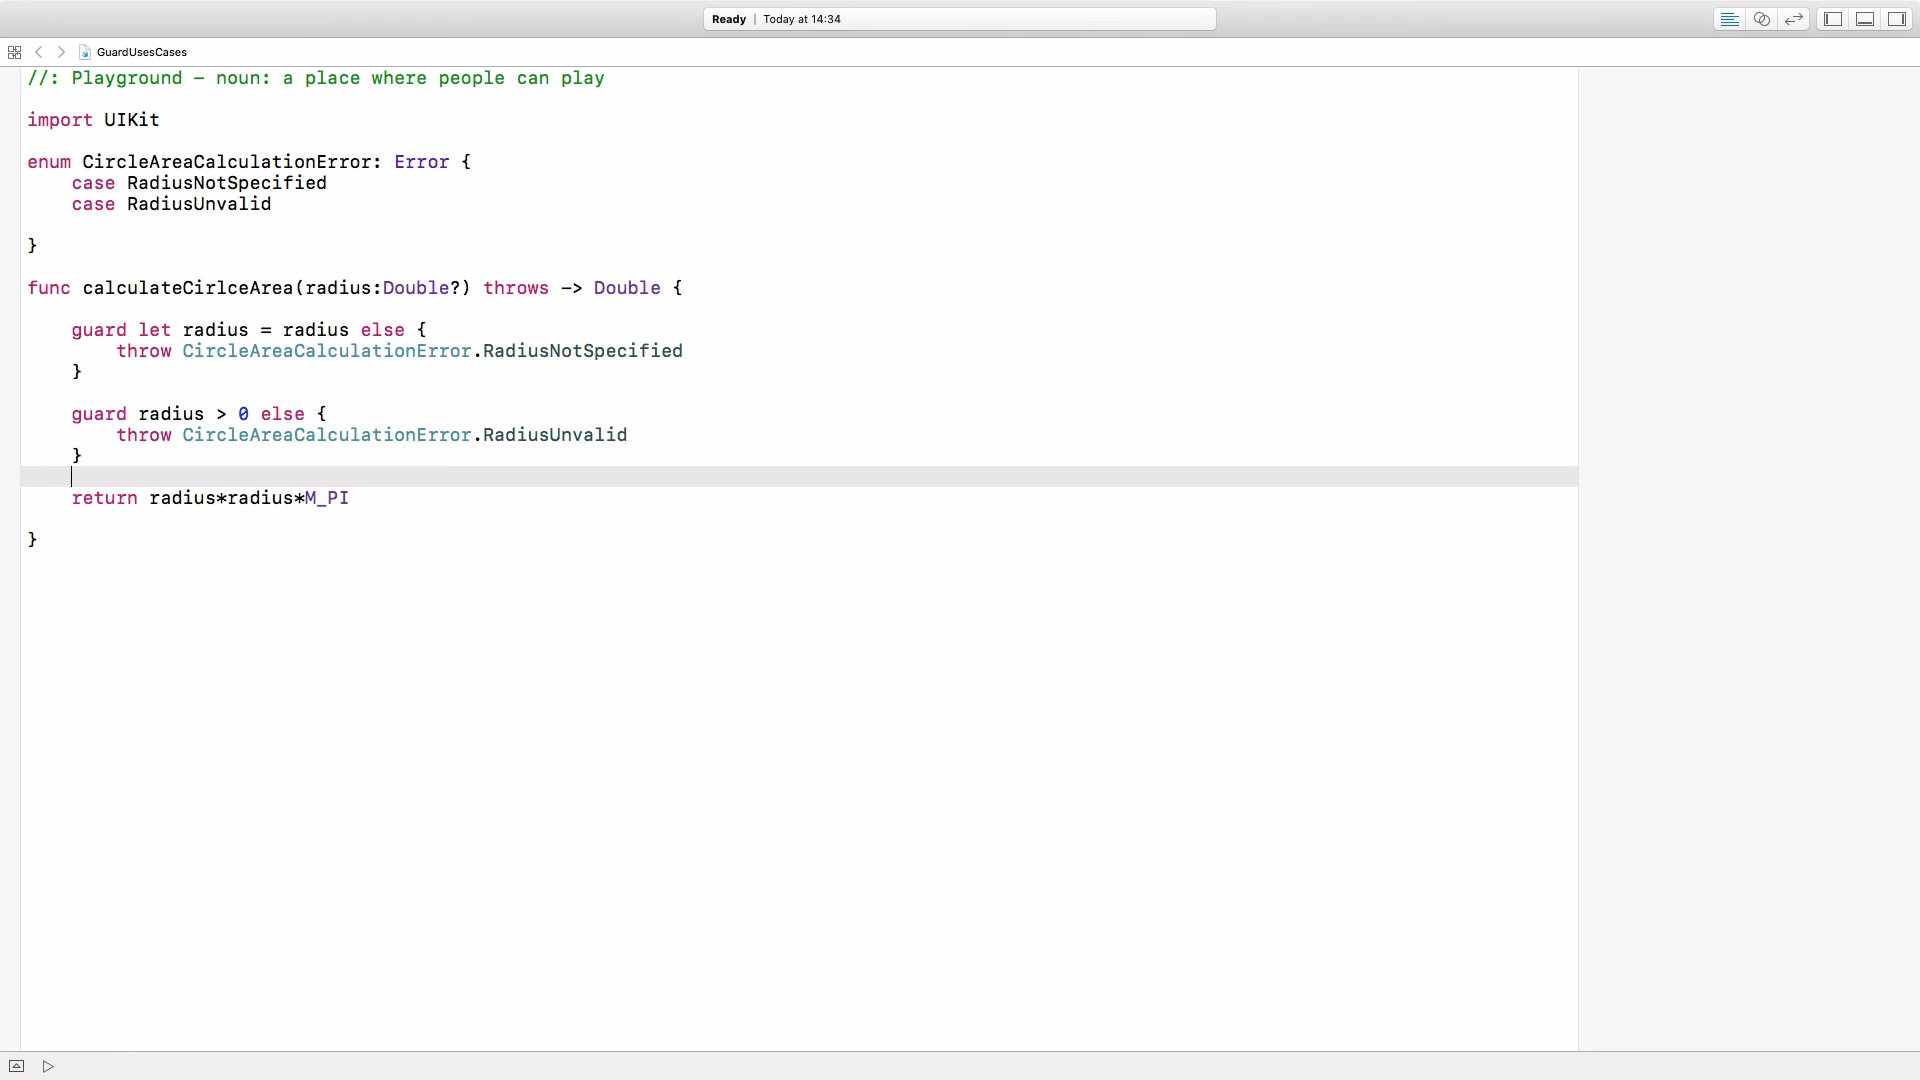 Ready | Today at 14:34
GuardUsesCases
//: Playground – noun: a place where people can play
import UIKit
enum CircleAreaCalculationError: Error {
case RadiusNotSpecified
case RadiusUnvalid
}
func calculateCirlceArea(radius:Double?) throws -> Double {
guard let radius = radius else {
throw CircleAreaCalculationError.RadiusNotSpecified
}
guard radius > 0 else {
throw CircleAreaCalculationError.RadiusUnvalid
}
return radius*radius*M_PI
}